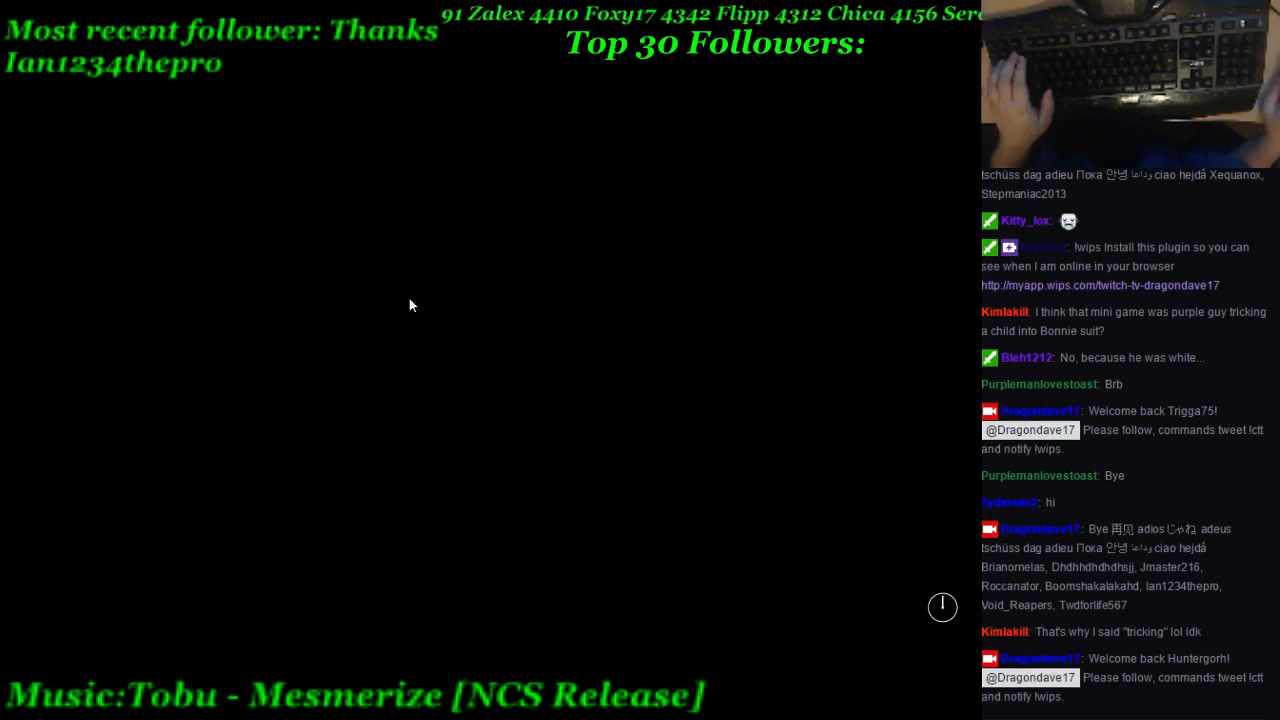 Most recent follower: Thanks
Ian1234thepro
91 Zalex 4410 Foxy17 4342 Flipp 4312 Chica 4156
Top 30 Followers:
tschüss dag adieu Пока 안녕 وداعا ciao hejdå Xequanox,
Stepmaniac2013
Kitty_lox:
: !wips Install this plugin so you can
see when I am online in your browser
http://myapp.wips.com/twitch-tv-dragondave17
Kimlakill: I think that mini game was purple guy tricking
a child into Bonnie suit?
Bleh1212: No, because he was white...
Purplemanlovestoast: Brb
Dragondave17: Welcome back Trigga75!
@Dragondave17 Please follow, commands tweet !ctt
and notify !wips.
Purplemanlovestoast: Bye
hi
Dragondave17: Bye 再见 adios じゃね adeus
tschüss dag adieu Пока 안녕 وداعا ciao hejdå
Brianornelas, Dhdhhdhdhdhsjj, Jmaster216,
Roccanator, Boomshakalakahd, Ian1234thepro,
Void_Reapers, Twdforlife567
Kimlakill: That's why I said "tricking" lol idk
Dragondave17: Welcome back Huntergorh!
@Dragondave17 Please follow, commands tweet !ctt
and notify !wips.
Music:Tobu - Mesmerize [NCS Release]